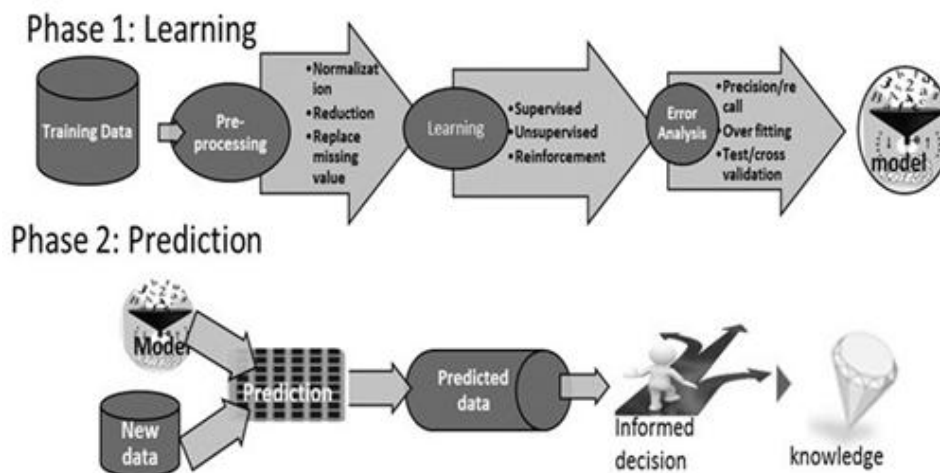 Phase 1: Learning
Training Data
Pre-
processing
•Normalizat
ion
•Reduction
•Replace
missing
value
Learning
•Supervised
•Unsupervised
•Reinforcement
Error
Analysis
•Precision/re
call
•Over fitting
•Test/cross
validation
model
Phase 2: Prediction
Model
New
data
Prediction
Predicted
data
Informed
decision
knowledge